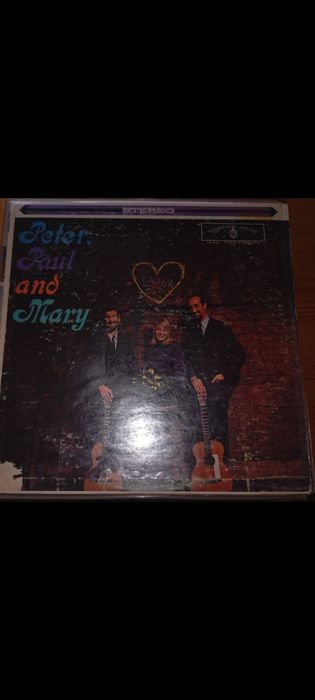 STEREO
Peter,
Paul
and
Mary